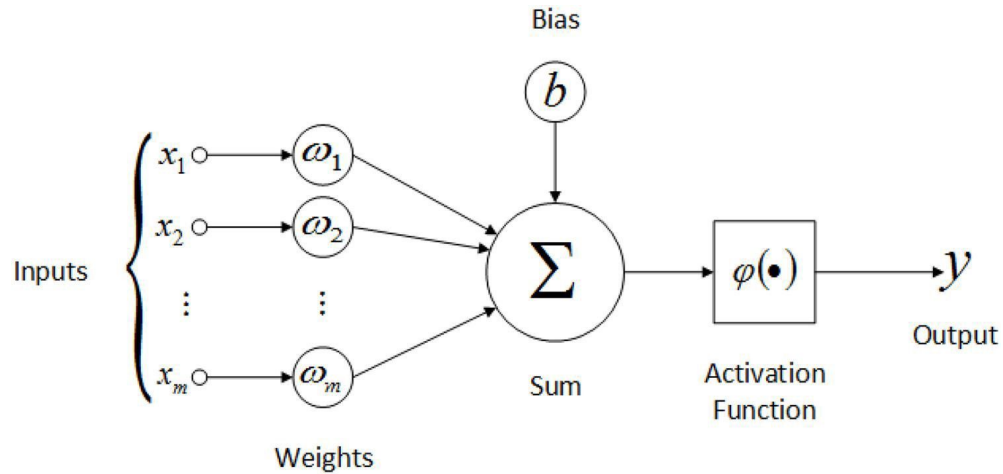 Bias
b
x₁ ω₁
x₂ ω₂
Inputs
⋮ ⋮
Σ
φ(•)
y
Output
xₘ ωₘ
Sum
Activation
Function
Weights